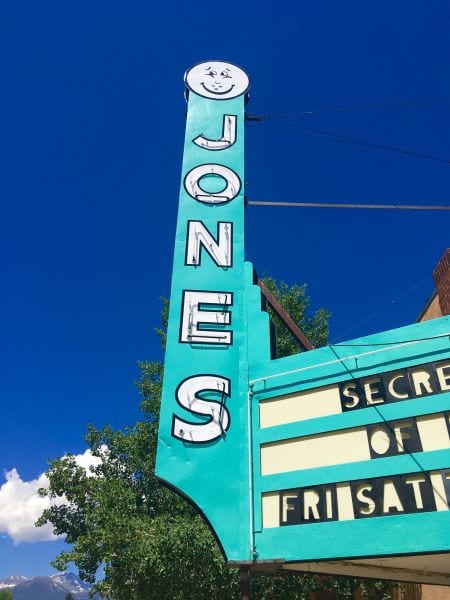 JONES
SECRE
OF
FRI SAT